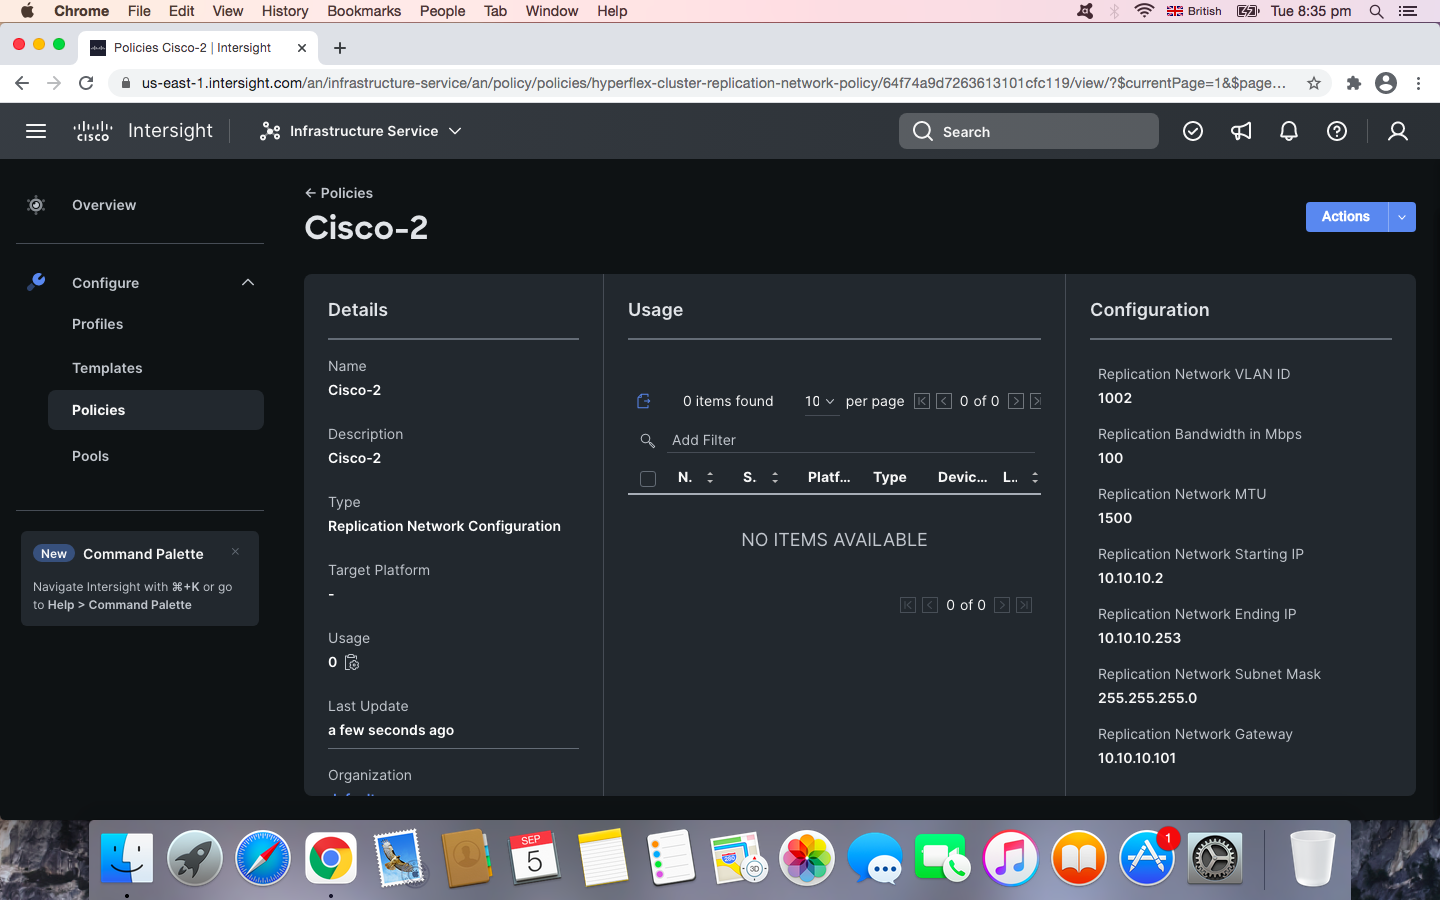 Chrome File Edit View History Bookmarks People Tab Window Help British Tue 8:35 pm
Policies Cisco-2 | Intersight
us-east-1.intersight.com/an/infrastructure-service/an/policy/policies/hyperflex-cluster-replication-network-policy/64f74a9d7263613101cfc119/view/?$currentPage=1&$page...
cisco Intersight Infrastructure Service Search
Overview
Configure
Profiles
Templates
Policies
Pools
New Command Palette
Navigate Intersight with ⌘+K or go
to Help > Command Palette
← Policies
Cisco-2
Actions
Details
Name
Cisco-2
Description
Cisco-2
Type
Replication Network Configuration
Target Platform
-
Usage
0
Last Update
a few seconds ago
Organization
Usage
0 items found 10 per page 0 of 0
Add Filter
N. S. Platf... Type Devic... L..
NO ITEMS AVAILABLE
0 of 0
Configuration
Replication Network VLAN ID
1002
Replication Bandwidth in Mbps
100
Replication Network MTU
1500
Replication Network Starting IP
10.10.10.2
Replication Network Ending IP
10.10.10.253
Replication Network Subnet Mask
255.255.255.0
Replication Network Gateway
10.10.10.101
SEP
5
280
3D
1